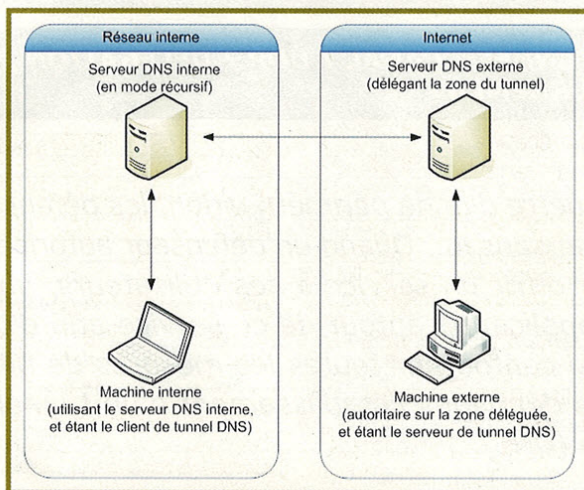 Réseau interne
Serveur DNS interne
(en mode récursif)
Machine interne
(utilisant le serveur DNS interne,
et étant le client de tunnel DNS)
Internet
Serveur DNS externe
(délégant la zone du tunnel)
Machine externe
(autoritaire sur la zone déléguée,
et étant le serveur de tunnel DNS)